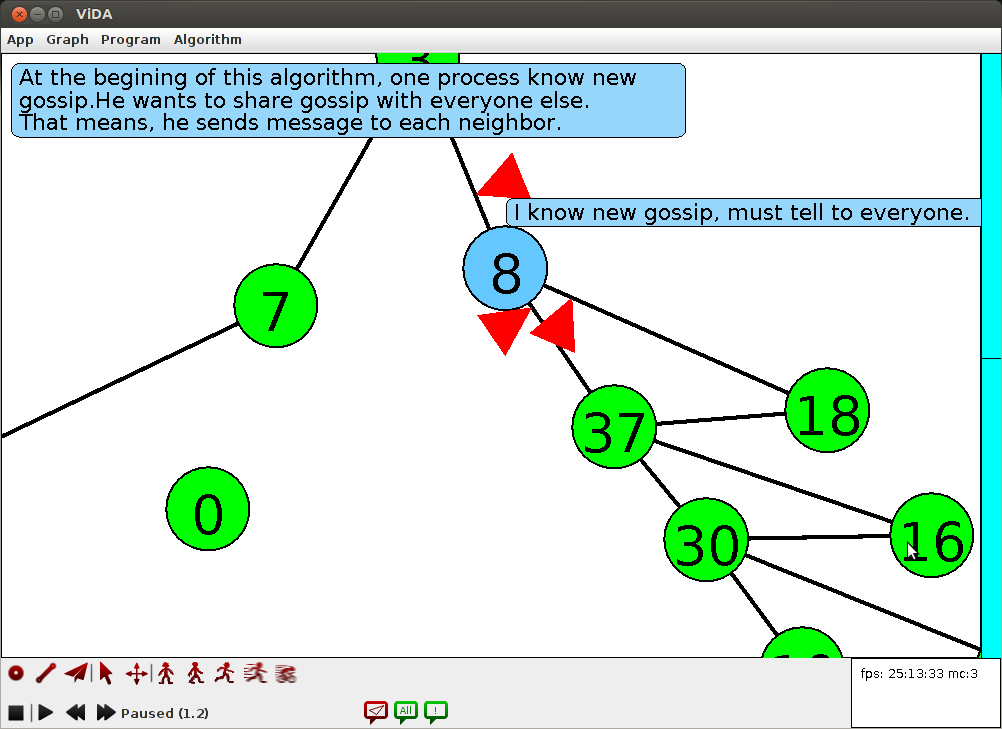 ViDA
App Graph Program Algorithm
3
At the begining of this algorithm, one process know new
gossip.He wants to share gossip with everyone else.
That means, he sends message to each neighbor.
I know new gossip, must tell to everyone.
8
7
18
37
0
30
16
fps: 25:13:33 mc:3
Paused (1.2)
All
!